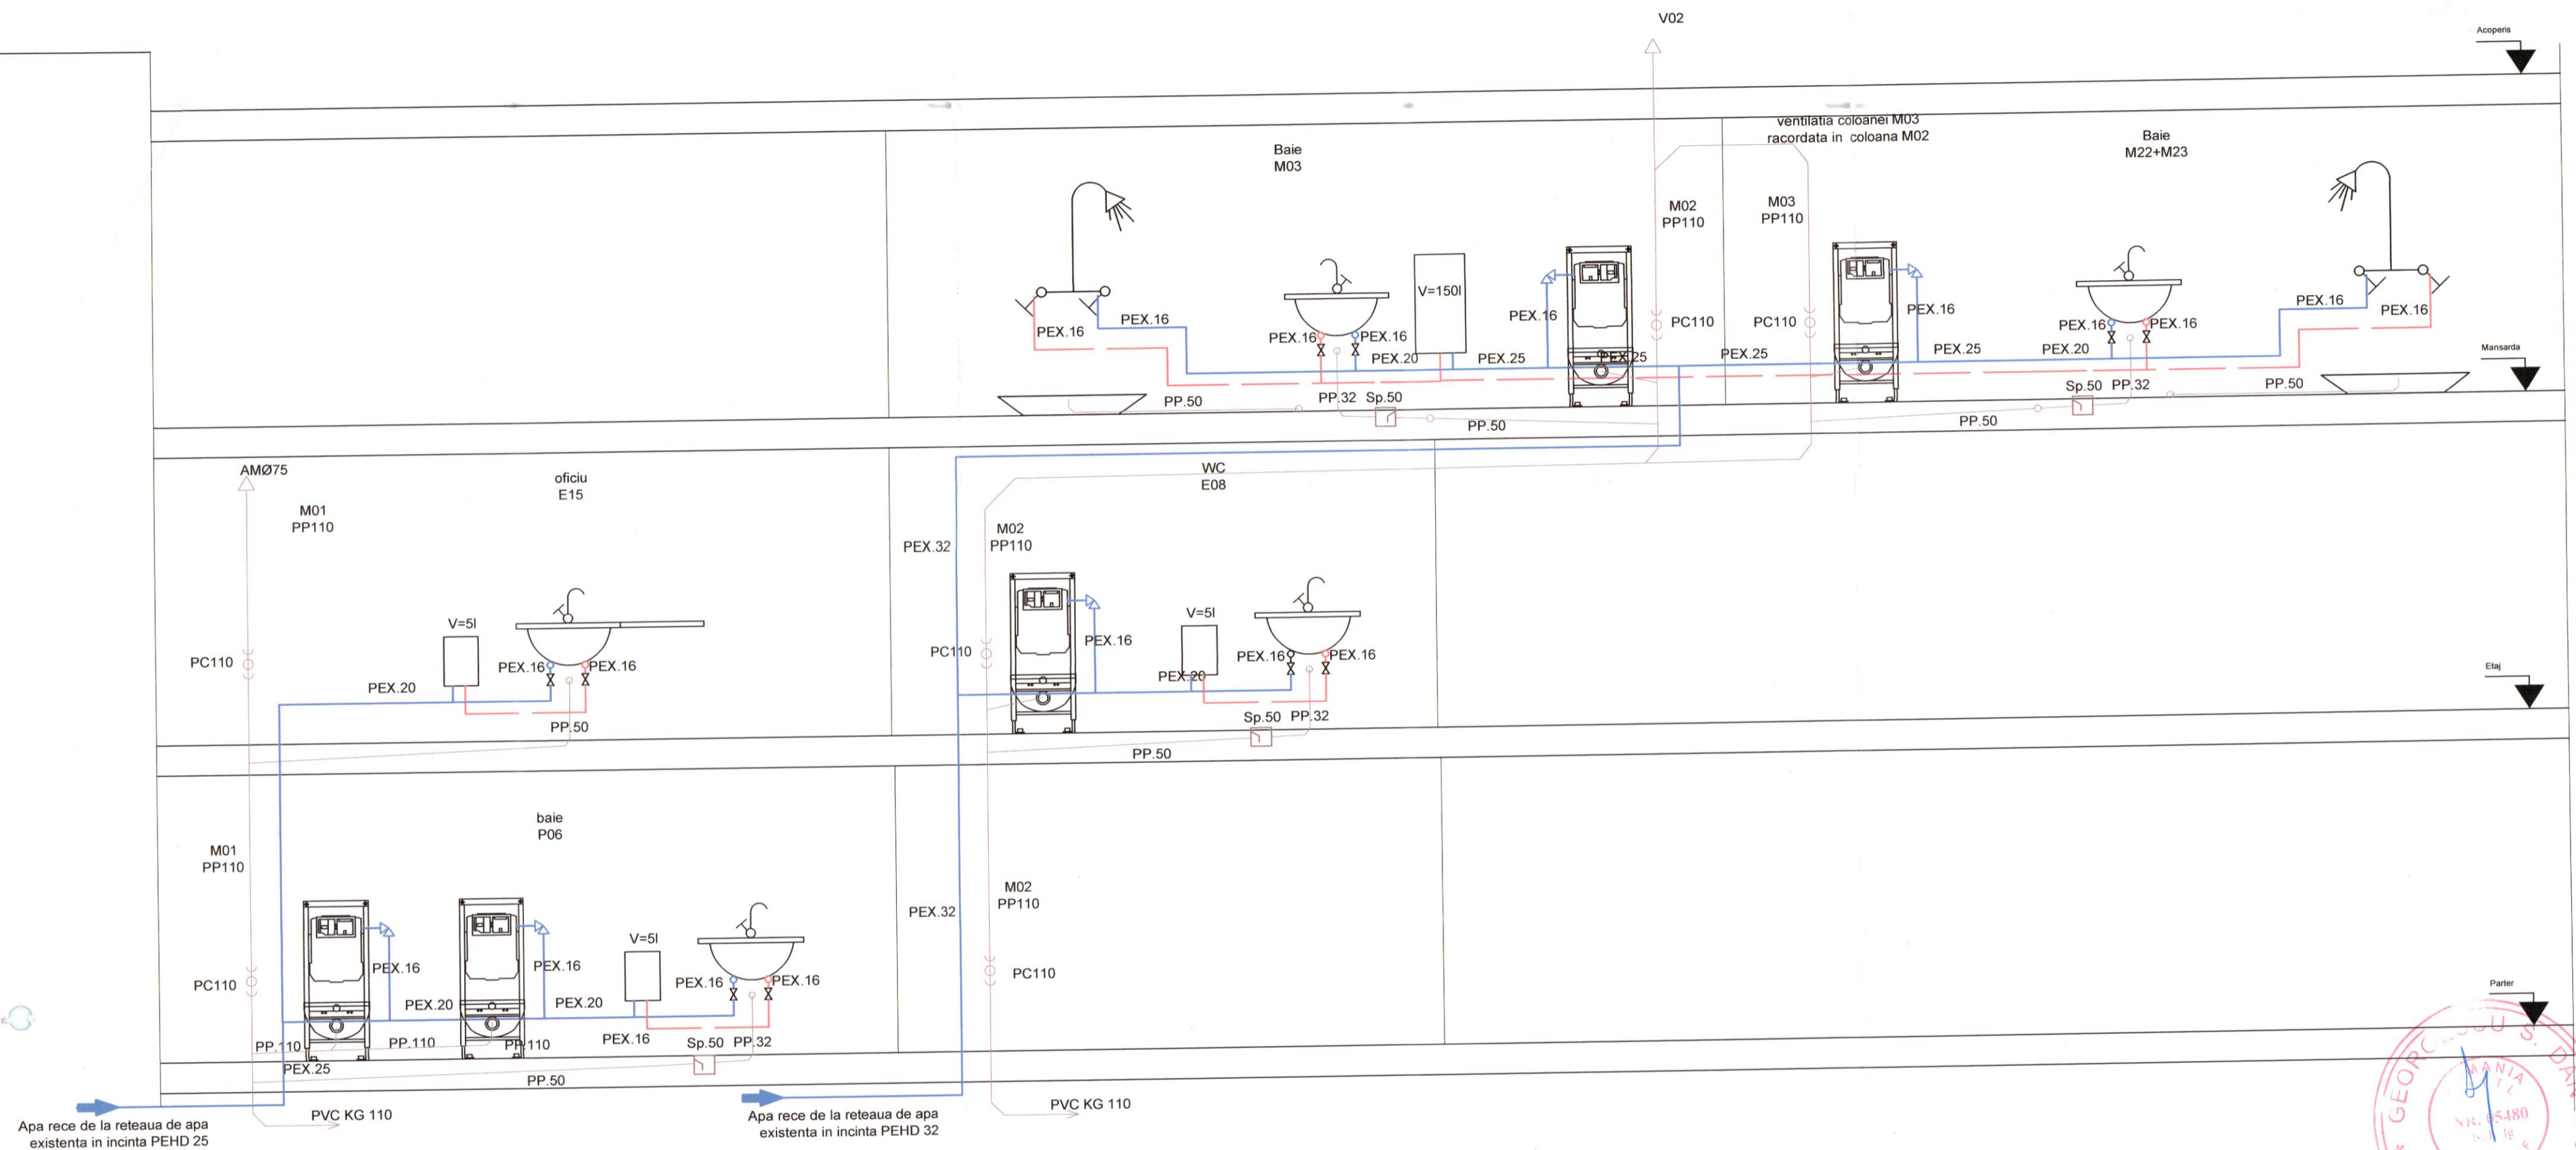 V02
Acoperis
ventilatia coloanei M03
racordata in coloana M02
Baie
M03
Baie
M22+M23
M02
PP110
M03
PP110
V=150l
PEX.16
PEX.16
PEX.16
PEX.16
PEX.20
PEX.25
PEX.16
PEX.25
PC110
PEX.25
PC110
PEX.16
PEX.25
PEX.20
PEX.16
PEX.16
PEX.16
PEX.16
Mansarda
PP.50
PP.32
Sp.50
PP.50
Sp.50
PP.32
PP.50
PP.50
AMØ75
oficiu
E15
M01
PP110
WC
E08
M02
PP110
PEX.32
V=5l
PC110
PEX.16
PEX.16
PEX.20
PP.50
PC110
PEX.16
V=5l
PEX.16
PEX.16
PEX.20
Sp.50
PP.32
PP.50
Etaj
baie
P06
M01
PP110
PEX.32
M02
PP110
PC110
PC110
PEX.16
PEX.16
V=5l
PEX.16
PEX.16
PEX.20
PEX.20
PEX.16
PP.110
PP.110
PP.110
Sp.50
PP.32
PEX.25
PP.50
Parter
PVC KG 110
PVC KG 110
Apa rece de la reteaua de apa
existenta in incinta PEHD 25
Apa rece de la reteaua de apa
existenta in incinta PEHD 32
S. DAN